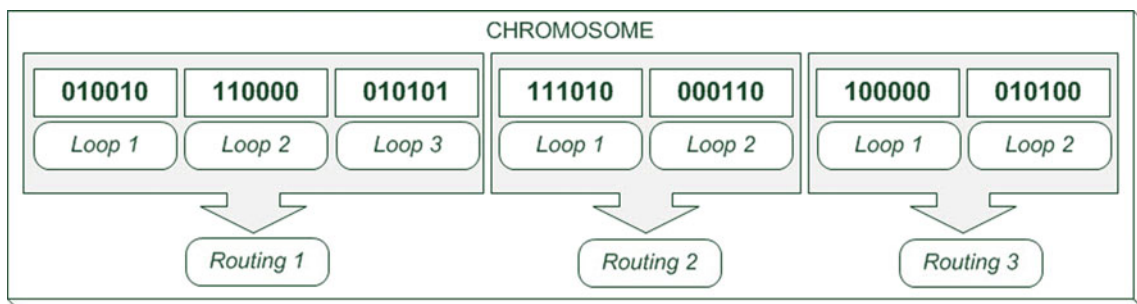 CHROMOSOME
010010 110000 010101 111010 000110 100000 010100
Loop 1 Loop 2 Loop 3 Loop 1 Loop 2 Loop 1 Loop 2
Routing 1 Routing 2 Routing 3